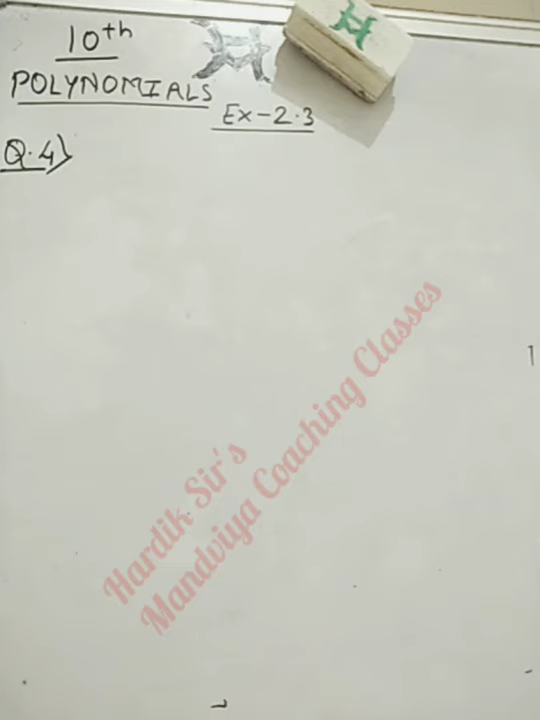 10th
POLYNOMIALS
Ex-2.3
Q.4)
Hardik Sir's
Mandviya Coaching Classes